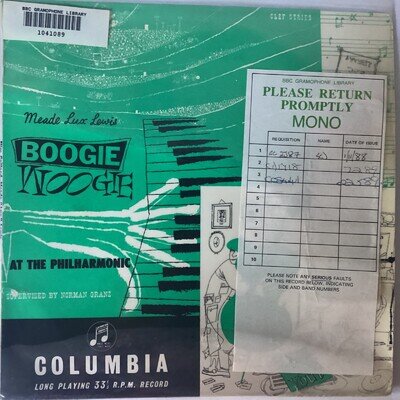 BBC GRAMOPHONE LIBRARY
1041089
CLEF SERIES
Meade Lux Lewis
BOOGIE
WOOGIE
AT THE PHILHARMONIC
SUPERVISED BY NORMAN GRANZ
COLUMBIA
LONG PLAYING 33⅓ R.P.M. RECORD
BBC GRAMOPHONE LIBRARY
PLEASE RETURN
PROMPTLY
MONO
REQUISITION NAME DATE OF ISSUE
1
2
3
4
5
6
7
8
9
10
PLEASE NOTE ANY SERIOUS FAULTS
ON THIS RECORD BELOW, INDICATING
SIDE AND BAND NUMBERS